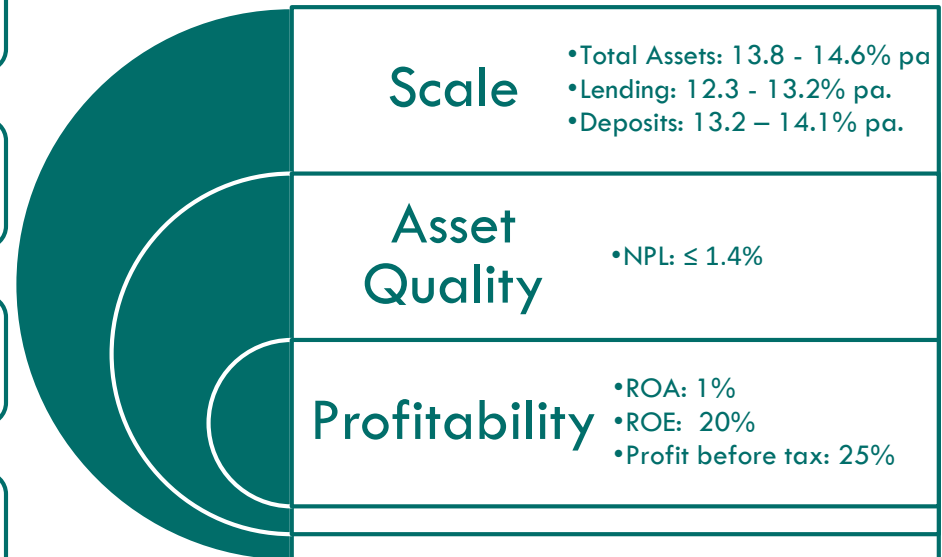 Scale
•Total Assets: 13.8 - 14.6% pa
•Lending: 12.3 - 13.2% pa.
•Deposits: 13.2 – 14.1% pa.
Asset
Quality
•NPL: ≤ 1.4%
Profitability
•ROA: 1%
•ROE: 20%
•Profit before tax: 25%